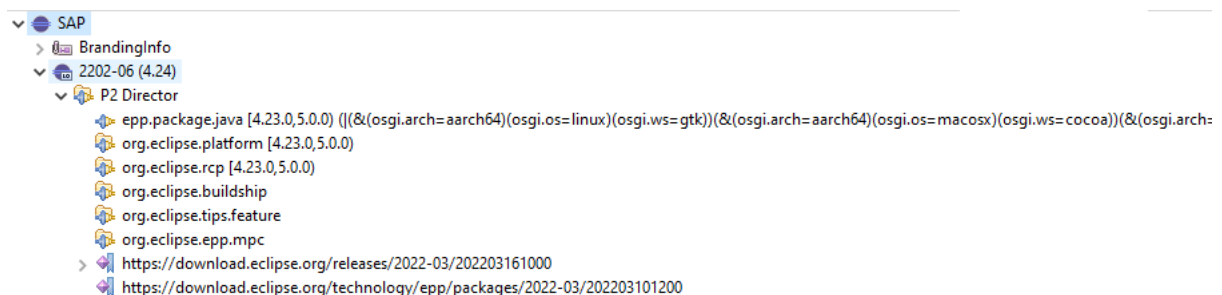 SAP
BrandingInfo
2202-06 (4.24)
P2 Director
epp.package.java [4.23.0,5.0.0) (|(&(osgi.arch=aarch64)(osgi.os=linux)(osgi.ws=gtk))(&(osgi.arch=aarch64)(osgi.os=macosx)(osgi.ws=cocoa))(&(osgi.arch=
org.eclipse.platform [4.23.0,5.0.0)
org.eclipse.rcp [4.23.0,5.0.0)
org.eclipse.buildship
org.eclipse.tips.feature
org.eclipse.epp.mpc
https://download.eclipse.org/releases/2022-03/202203161000
https://download.eclipse.org/technology/epp/packages/2022-03/202203101200